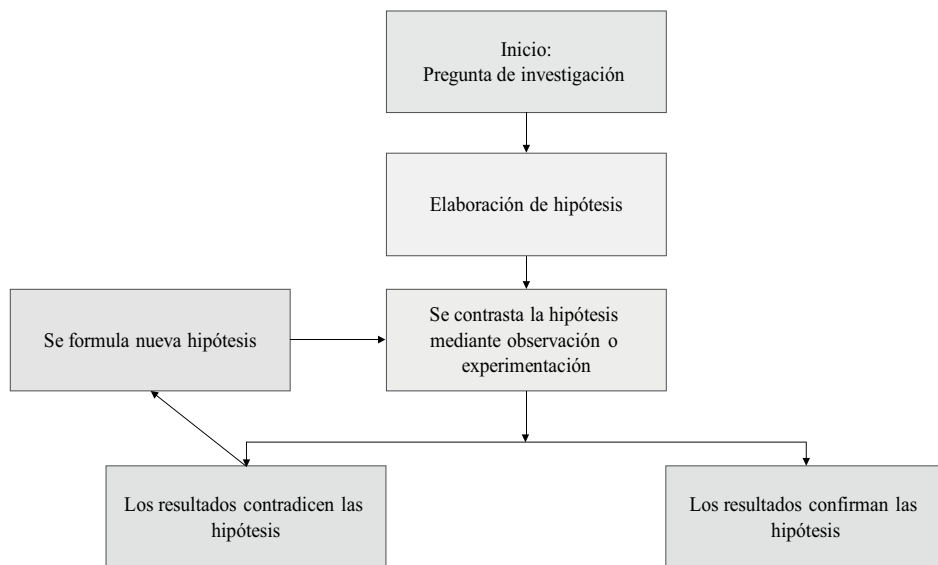 Inicio:
Pregunta de investigación
Elaboración de hipótesis
Se contrasta la hipótesis
mediante observación o
experimentación
Se formula nueva hipótesis
Los resultados contradicen las
hipótesis
Los resultados confirman las
hipótesis